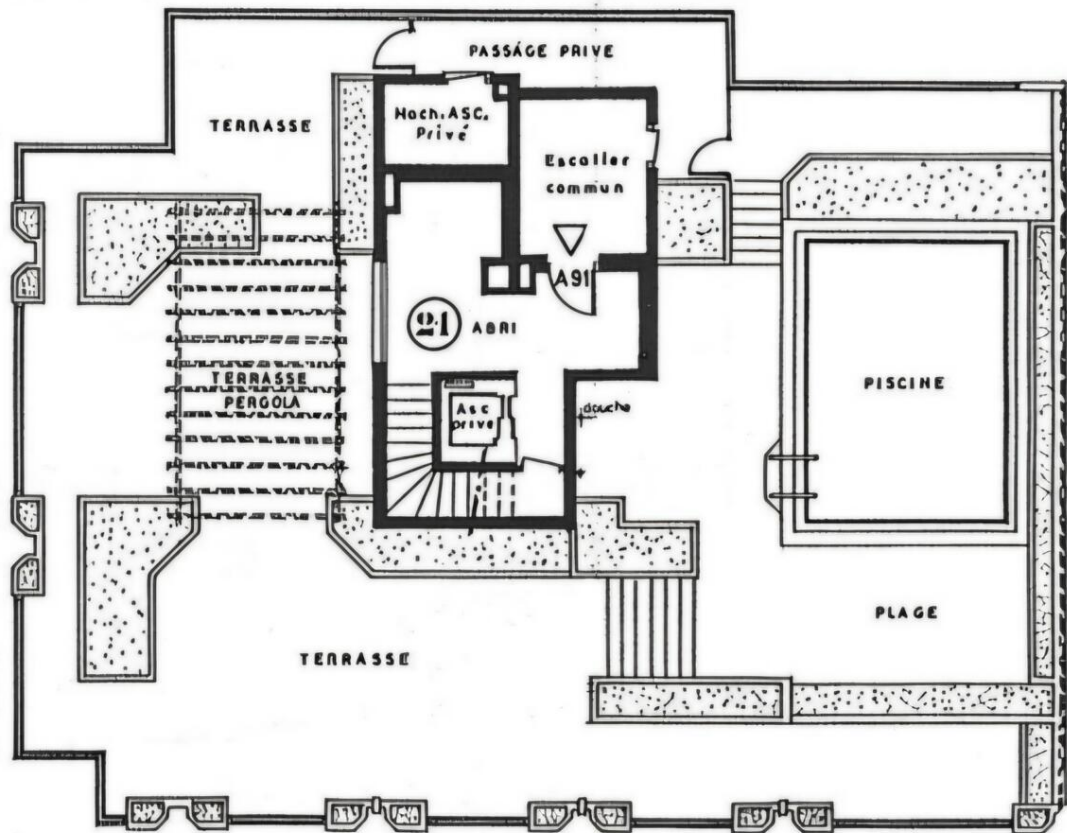 PASSAGE PRIVE
TERRASSE
Mach. ASC.
Privé
Escalier
commun
A91
21
ABRI
TERRASSE
PERGOLA
Asc
privé
douche
PISCINE
PLAGE
TERRASSE